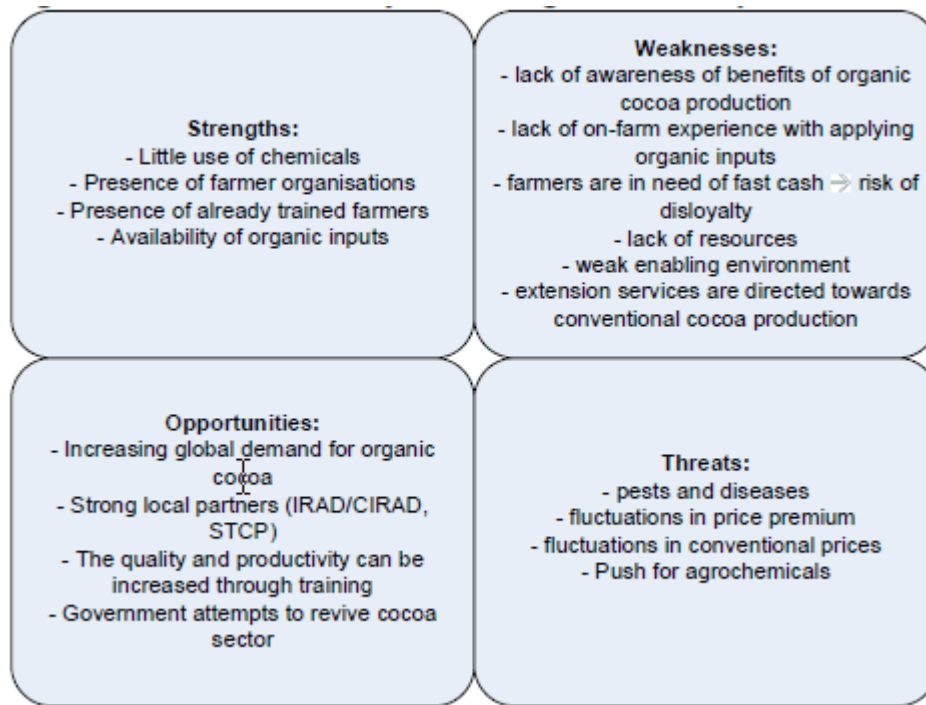 Strengths:
- Little use of chemicals
- Presence of farmer organisations
- Presence of already trained farmers
- Availability of organic inputs
Weaknesses:
- lack of awareness of benefits of organic
cocoa production
- lack of on-farm experience with applying
organic inputs
- farmers are in need of fast cash → risk of
disloyalty
- lack of resources
- weak enabling environment
- extension services are directed towards
conventional cocoa production
Opportunities:
- Increasing global demand for organic
cocoa
- Strong local partners (IRAD/CIRAD,
STCP)
- The quality and productivity can be
increased through training
- Government attempts to revive cocoa
sector
Threats:
- pests and diseases
- fluctuations in price premium
- fluctuations in conventional prices
- Push for agrochemicals